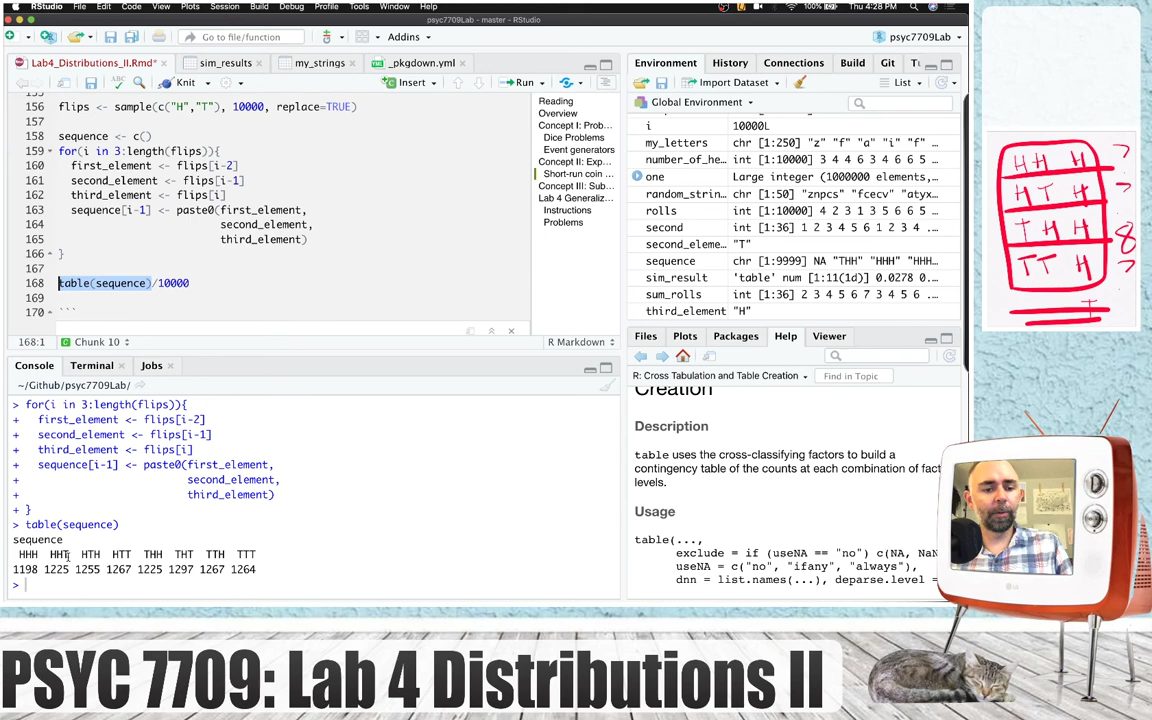 RStudio File Edit Code View Plots Session Build Debug Profile Tools Window Help 100% Thu 4:28 PM
psyc7709Lab - master - RStudio
Go to file/function Addins psyc7709Lab
Lab4_Distributions_II.Rmd* sim_results my_strings _pkgdown.yml
Knit Insert Run
156 flips <- sample(c("H","T"), 10000, replace=TRUE)
157
158 sequence <- c()
159 for(i in 3:length(flips)){
160 first_element <- flips[i-2]
161 second_element <- flips[i-1]
162 third_element <- flips[i]
163 sequence[i-1] <- paste0(first_element,
164 second_element,
165 third_element)
166 }
167
168 table(sequence)/10000
169
170 ```
168:1 Chunk 10 R Markdown
Reading
Overview
Concept I: Prob...
Dice Problems
Event generators
Concept II: Exp...
Short-run coin ...
Concept III: Sub...
Lab 4 Generaliz...
Instructions
Problems
Console Terminal Jobs
~/Github/psyc7709Lab/
> for(i in 3:length(flips)){
+ first_element <- flips[i-2]
+ second_element <- flips[i-1]
+ third_element <- flips[i]
+ sequence[i-1] <- paste0(first_element,
+ second_element,
+ third_element)
+ }
> table(sequence)
sequence
HHH HHT HTH HTT THH THT TTH TTT
1198 1225 1255 1267 1225 1297 1267 1264
>
Environment History Connections Build Git
Import Dataset List
Global Environment
i 10000L
my_letters chr [1:250] "z" "f" "a" "i" "f"
number_of_he... int [1:10000] 3 4 4 6 3 4 6 6 5 ...
one Large integer (1000000 elements,
random_strin... chr [1:50] "znpcs" "fcecv" "atyx...
rolls int [1:10000] 4 2 3 1 3 5 6 6 5 ...
second int [1:36] 1 2 3 4 5 6 1 2 3 4 ...
second_eleme... "T"
sequence chr [1:9999] NA "THH" "HHH" "HHH...
sim_result 'table' num [1:11(1d)] 0.0278 0...
sum_rolls int [1:36] 2 3 4 5 6 7 3 4 5 6 ...
third_element "H"
Files Plots Packages Help Viewer
R: Cross Tabulation and Table Creation Find in Topic
Creation
Description
table uses the cross-classifying factors to build a
contingency table of the counts at each combination of fact
levels.
Usage
table(...,
exclude = if (useNA == "no") c(NA, NaN
useNA = c("no", "ifany", "always"),
dnn = list.names(...), deparse.level =
HH H ?
HT H ?
TH H 8
TT H ?
T
D
LG
PSYC 7709: Lab 4 Distributions II